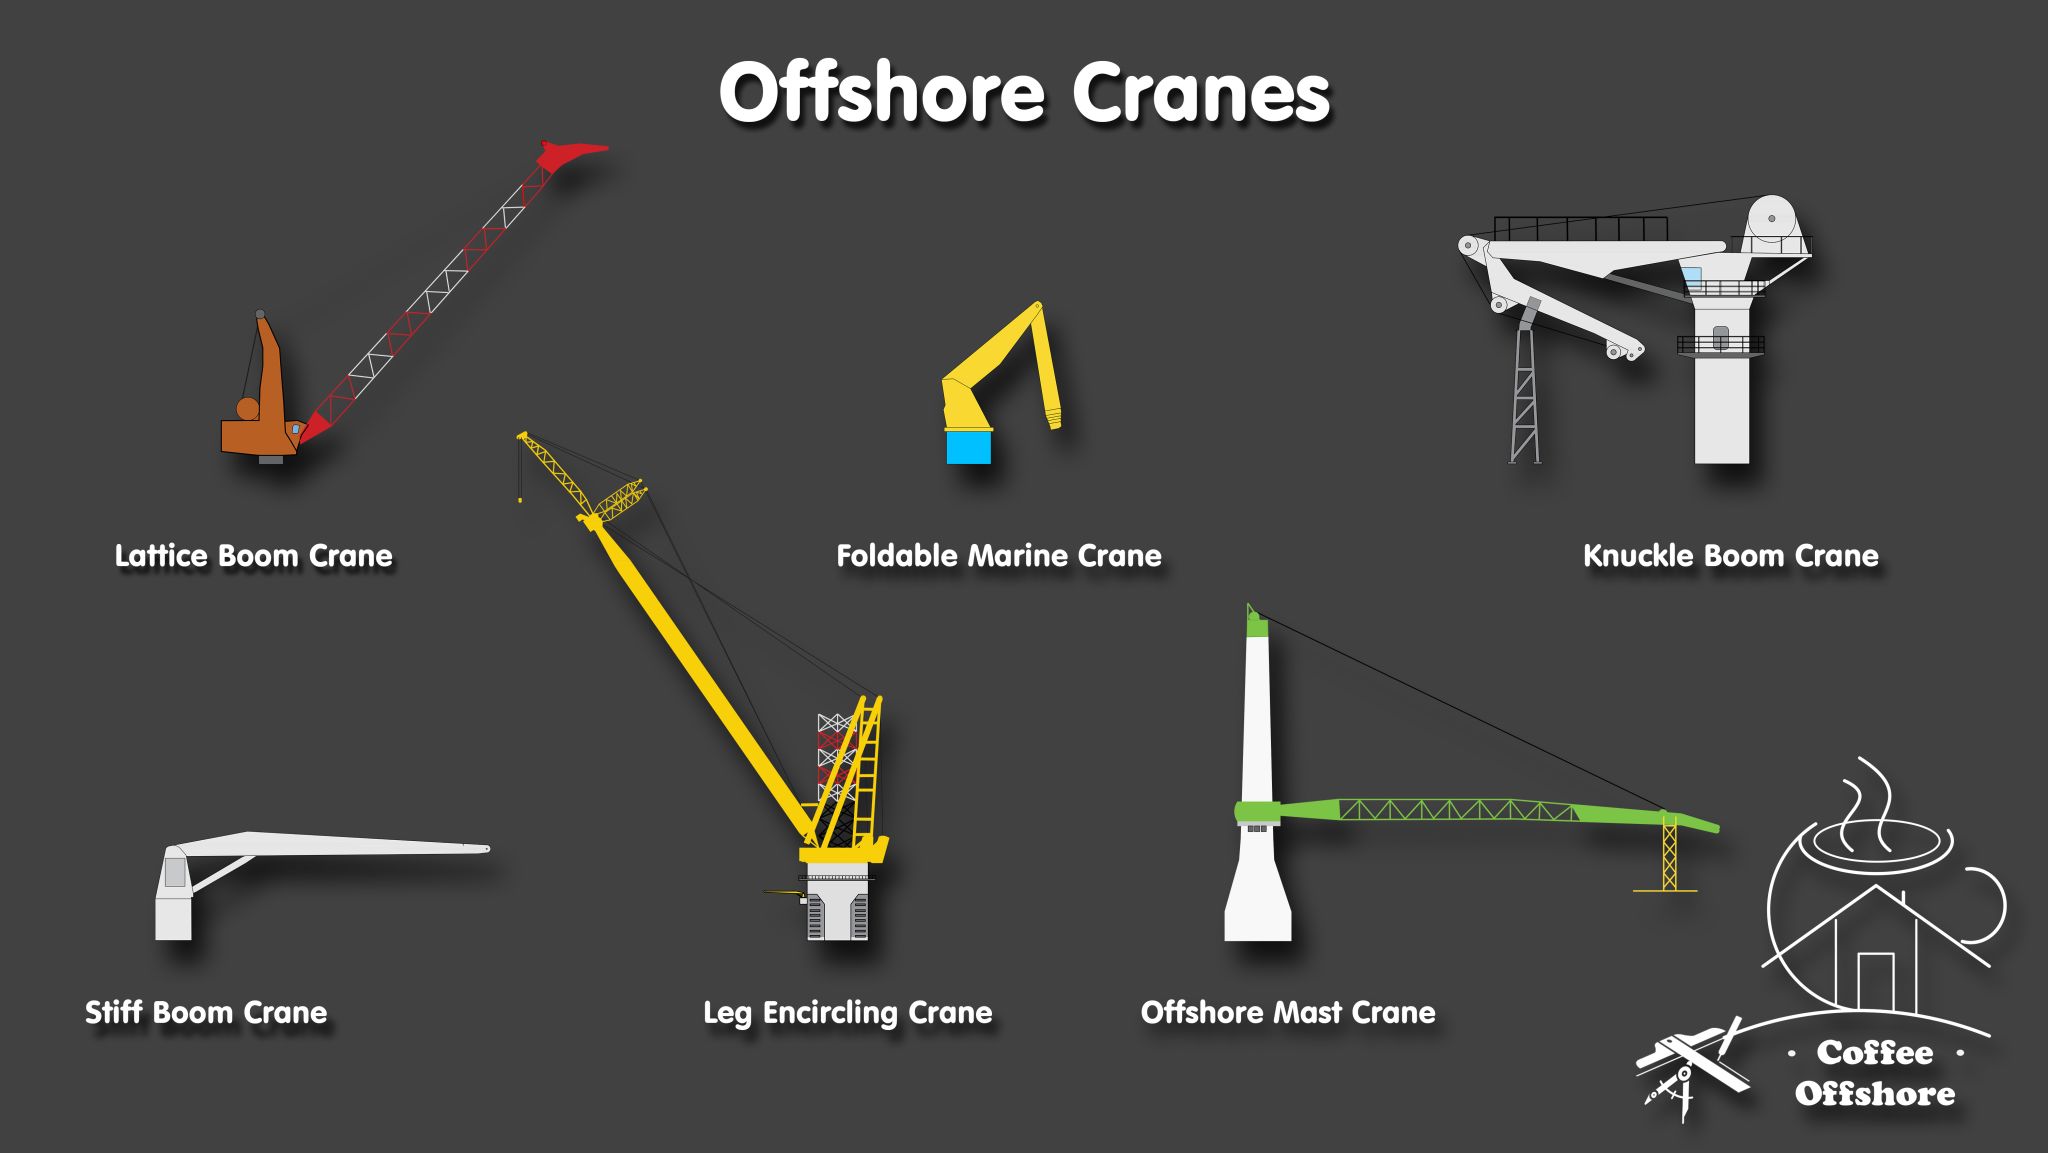 Offshore Cranes
Lattice Boom Crane
Foldable Marine Crane
Knuckle Boom Crane
Stiff Boom Crane
Leg Encircling Crane
Offshore Mast Crane
· Coffee ·
Offshore